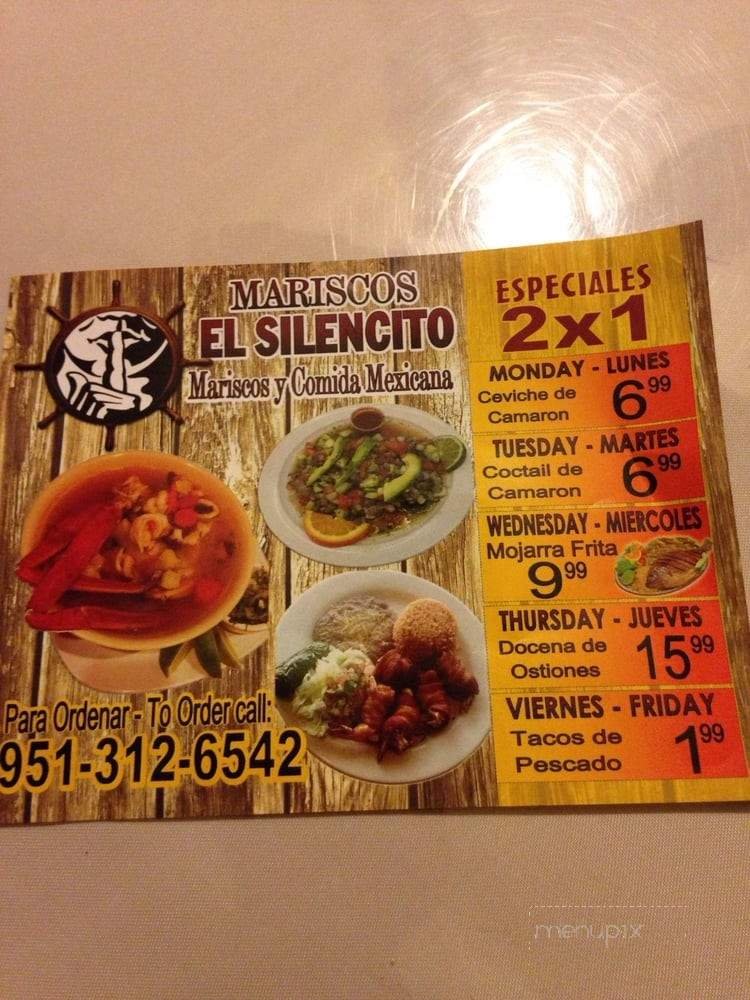 MARISCOS
EL SILENCITO
Mariscos y Comida Mexicana
Para Ordenar - To Order call:
951-312-6542
ESPECIALES
2x1
MONDAY - LUNES
Ceviche de
Camaron
6.99
TUESDAY - MARTES
Coctail de
Camaron
6.99
WEDNESDAY - MIERCOLES
Mojarra Frita
9.99
THURSDAY - JUEVES
Docena de
Ostiones
15.99
VIERNES - FRIDAY
Tacos de
Pescado
1.99
menupix